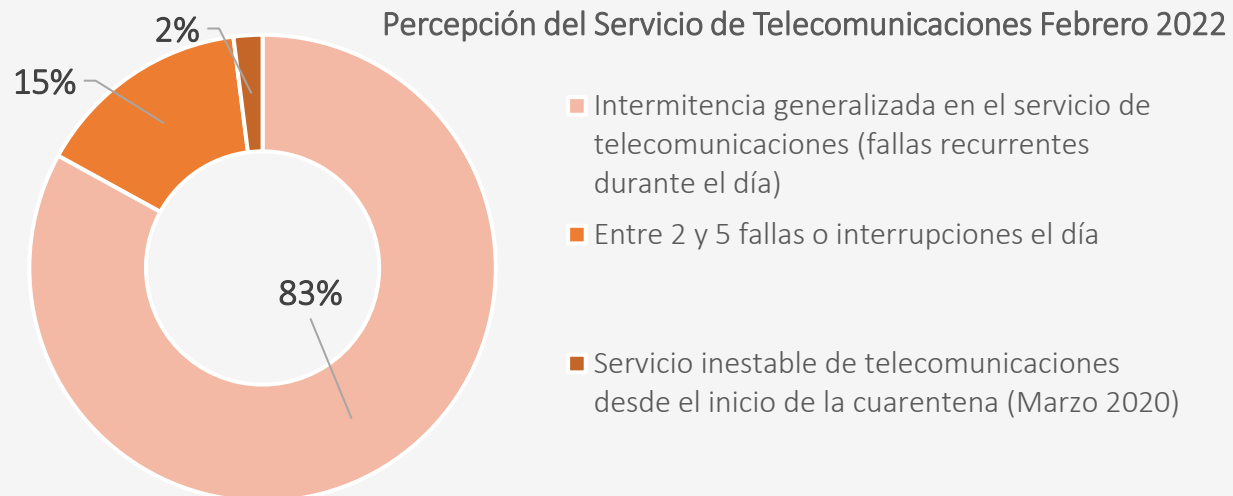 Percepción del Servicio de Telecomunicaciones Febrero 2022
2%
15%
83%
Intermitencia generalizada en el servicio de
telecomunicaciones (fallas recurrentes
durante el día)
Entre 2 y 5 fallas o interrupciones el día
Servicio inestable de telecomunicaciones
desde el inicio de la cuarentena (Marzo 2020)